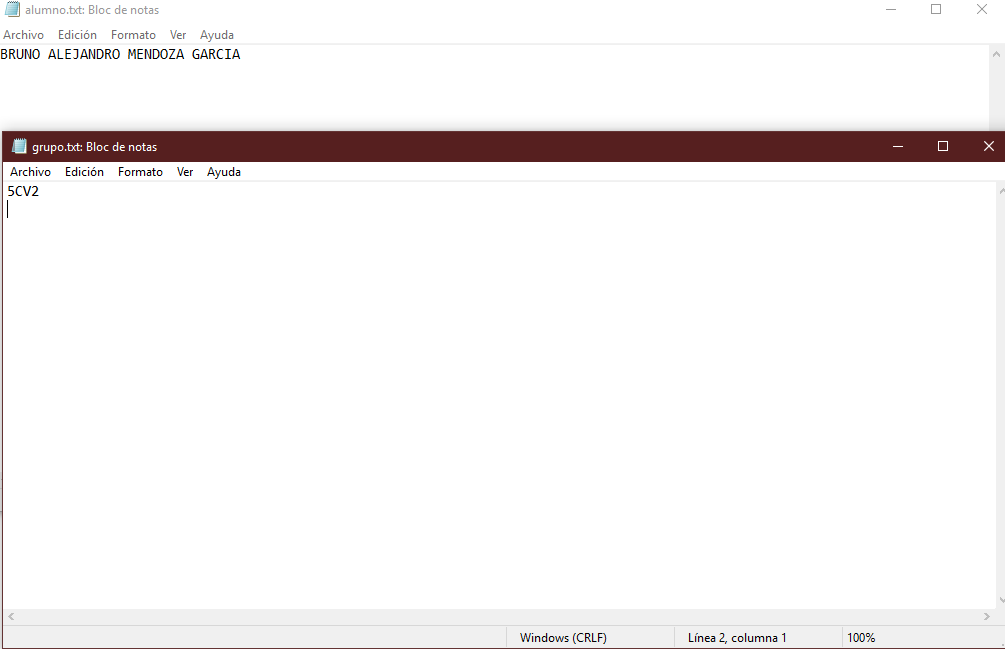 alumno.txt: Bloc de notas
Archivo Edición Formato Ver Ayuda
BRUNO ALEJANDRO MENDOZA GARCIA
grupo.txt: Bloc de notas
Archivo Edición Formato Ver Ayuda
5CV2
Windows (CRLF) Línea 2, columna 1 100%